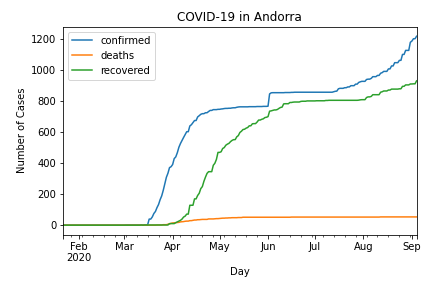 COVID-19 in Andorra
confirmed
deaths
recovered
Number of Cases
1200
1000
800
600
400
200
0
Feb Mar Apr May Jun Jul Aug Sep
2020
Day